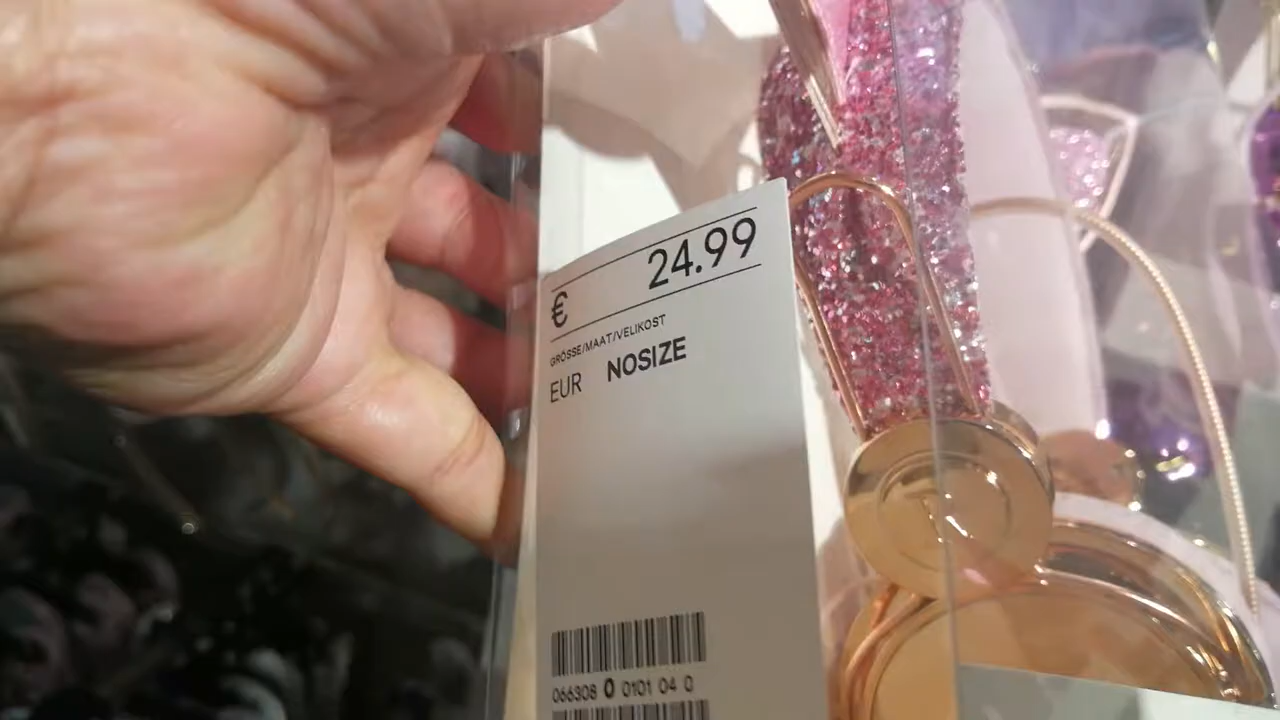 € 24.99
GRÖSSE/MAAT/VELIKOST
EUR NOSIZE
066308 0 0101 04 0